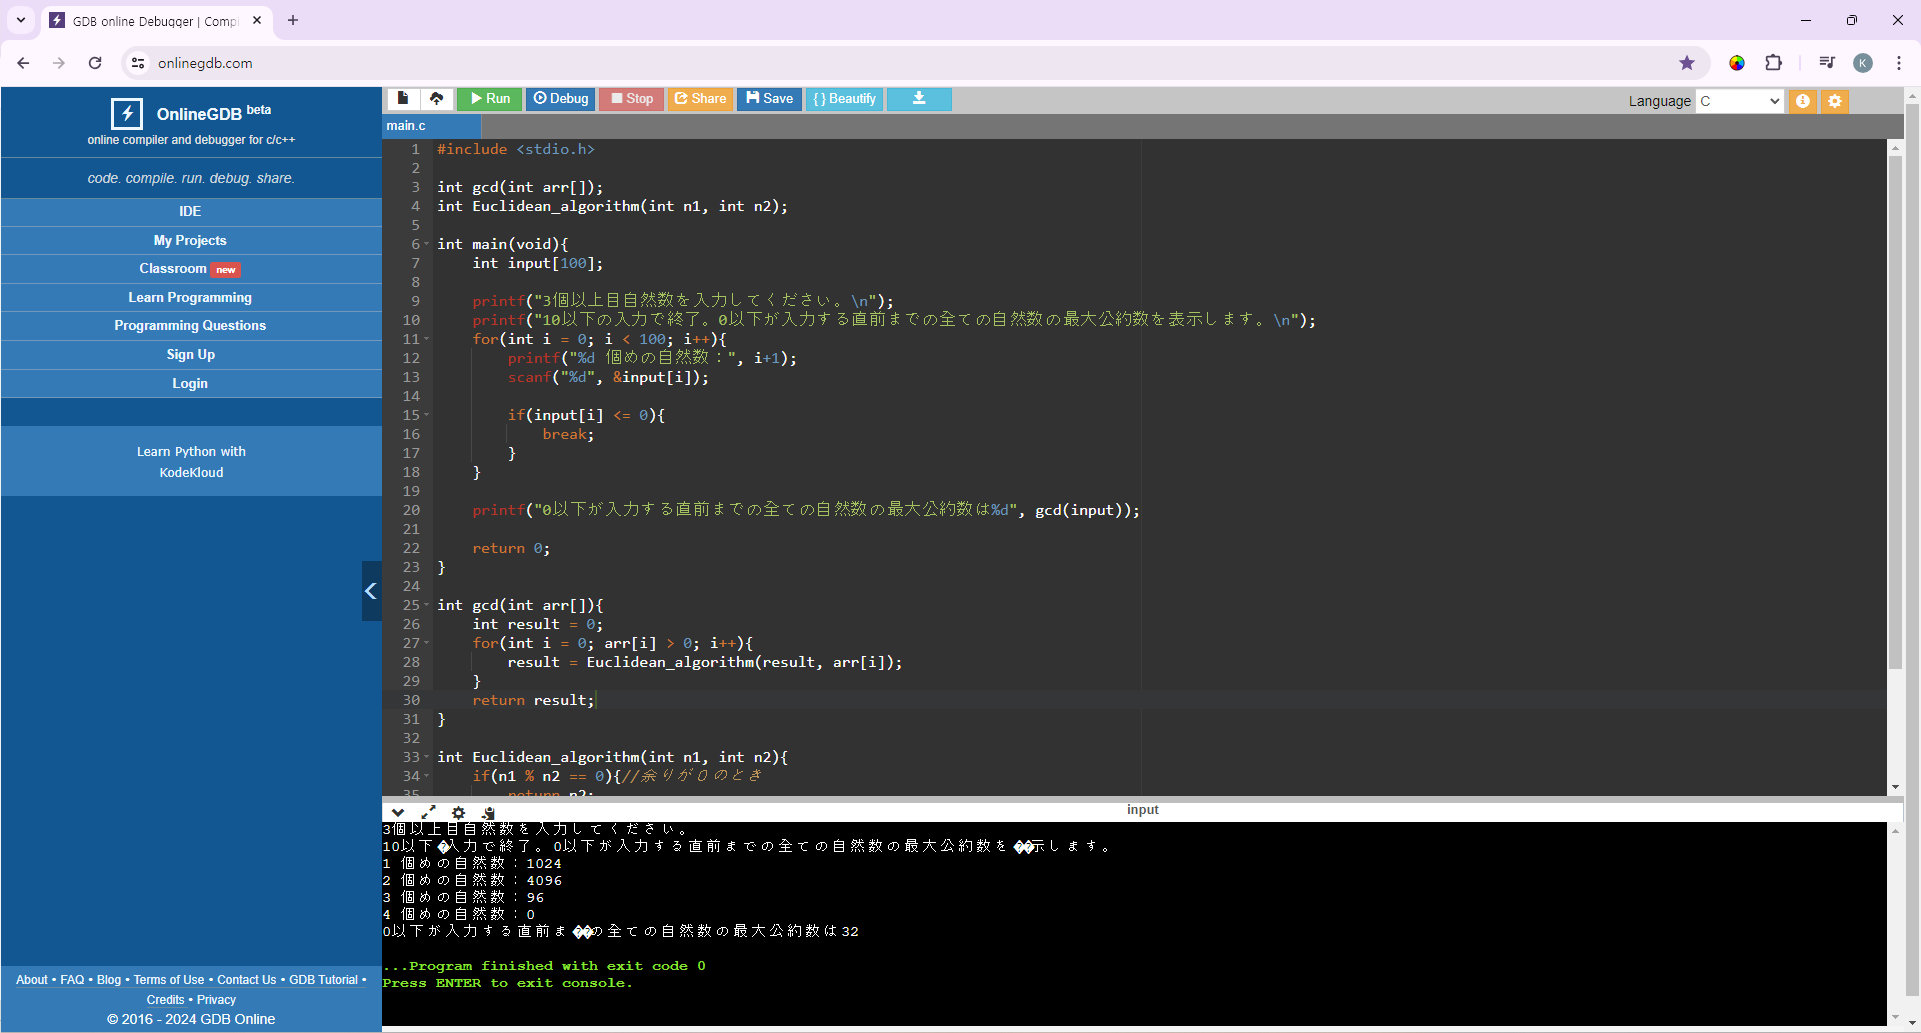 GDB online Debugger | Compi
onlinegdb.com
K
OnlineGDB beta
online compiler and debugger for c/c++
code. compile. run. debug. share.
IDE
My Projects
Classroom new
Learn Programming
Programming Questions
Sign Up
Login
Learn Python with
KodeKloud
About • FAQ • Blog • Terms of Use • Contact Us • GDB Tutorial •
Credits • Privacy
© 2016 - 2024 GDB Online
Run Debug Stop Share Save { } Beautify Language C
main.c
1 #include <stdio.h>
2
3 int gcd(int arr[]);
4 int Euclidean_algorithm(int n1, int n2);
5
6 int main(void){
7 int input[100];
8
9 printf("3個以上目自然数を入力してください。\n");
10 printf("10以下の入力で終了。0以下が入力する直前までの全ての自然数の最大公約数を表示します。\n");
11 for(int i = 0; i < 100; i++){
12 printf("%d 個めの自然数：", i+1);
13 scanf("%d", &input[i]);
14
15 if(input[i] <= 0){
16 break;
17 }
18 }
19
20 printf("0以下が入力する直前までの全ての自然数の最大公約数は%d", gcd(input));
21
22 return 0;
23 }
24
25 int gcd(int arr[]){
26 int result = 0;
27 for(int i = 0; arr[i] > 0; i++){
28 result = Euclidean_algorithm(result, arr[i]);
29 }
30 return result;
31 }
32
33 int Euclidean_algorithm(int n1, int n2){
34 if(n1 % n2 == 0){//余りが０のとき
35 return n2;
input
3個以上目自然数を入力してください。
10以下�入力で終了。0以下が入力する直前までの全ての自然数の最大公約数を��示します。
1 個めの自然数：1024
2 個めの自然数：4096
3 個めの自然数：96
4 個めの自然数：0
0以下が入力する直前ま��の全ての自然数の最大公約数は32
...Program finished with exit code 0
Press ENTER to exit console.